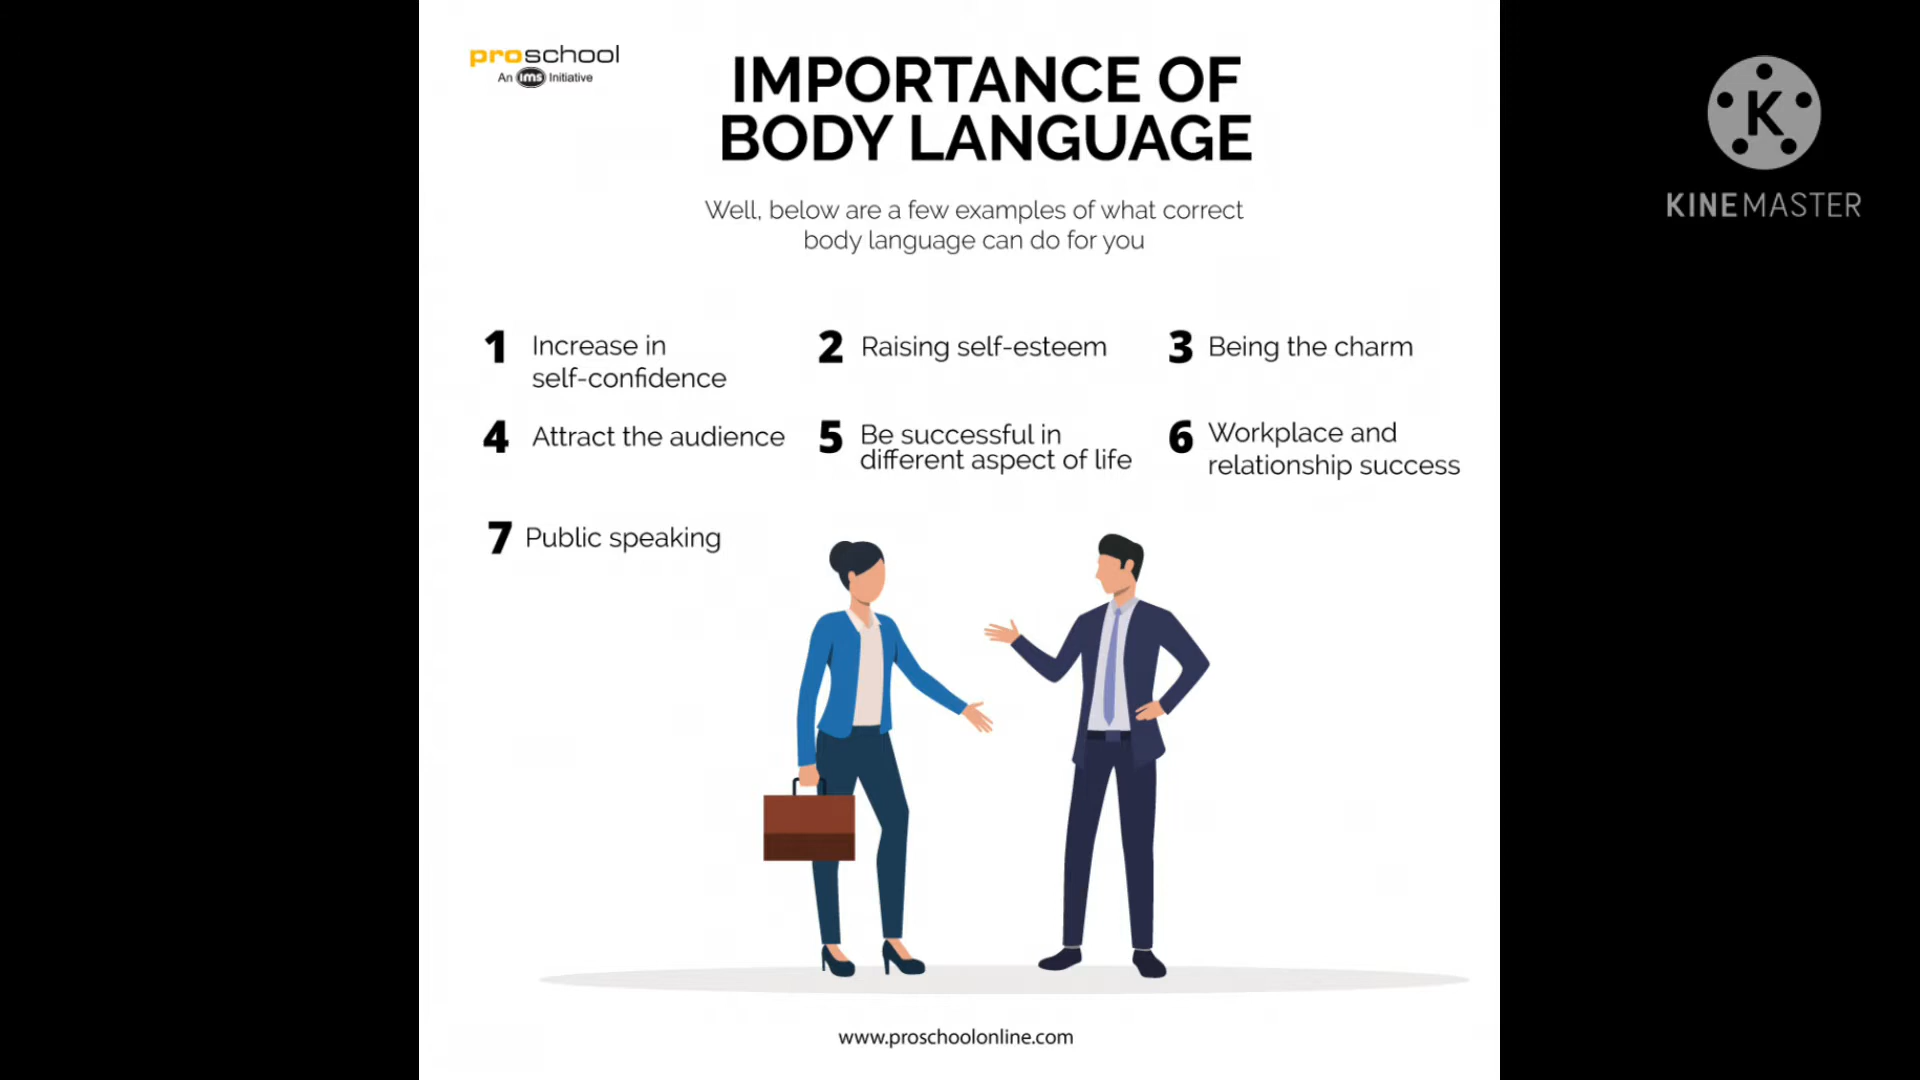 proschool
An ims Initiative
IMPORTANCE OF
BODY LANGUAGE
Well, below are a few examples of what correct
body language can do for you
1 Increase in
self-confidence
2 Raising self-esteem
3 Being the charm
4 Attract the audience
5 Be successful in
different aspect of life
6 Workplace and
relationship success
7 Public speaking
www.proschoolonline.com
K
KINEMASTER